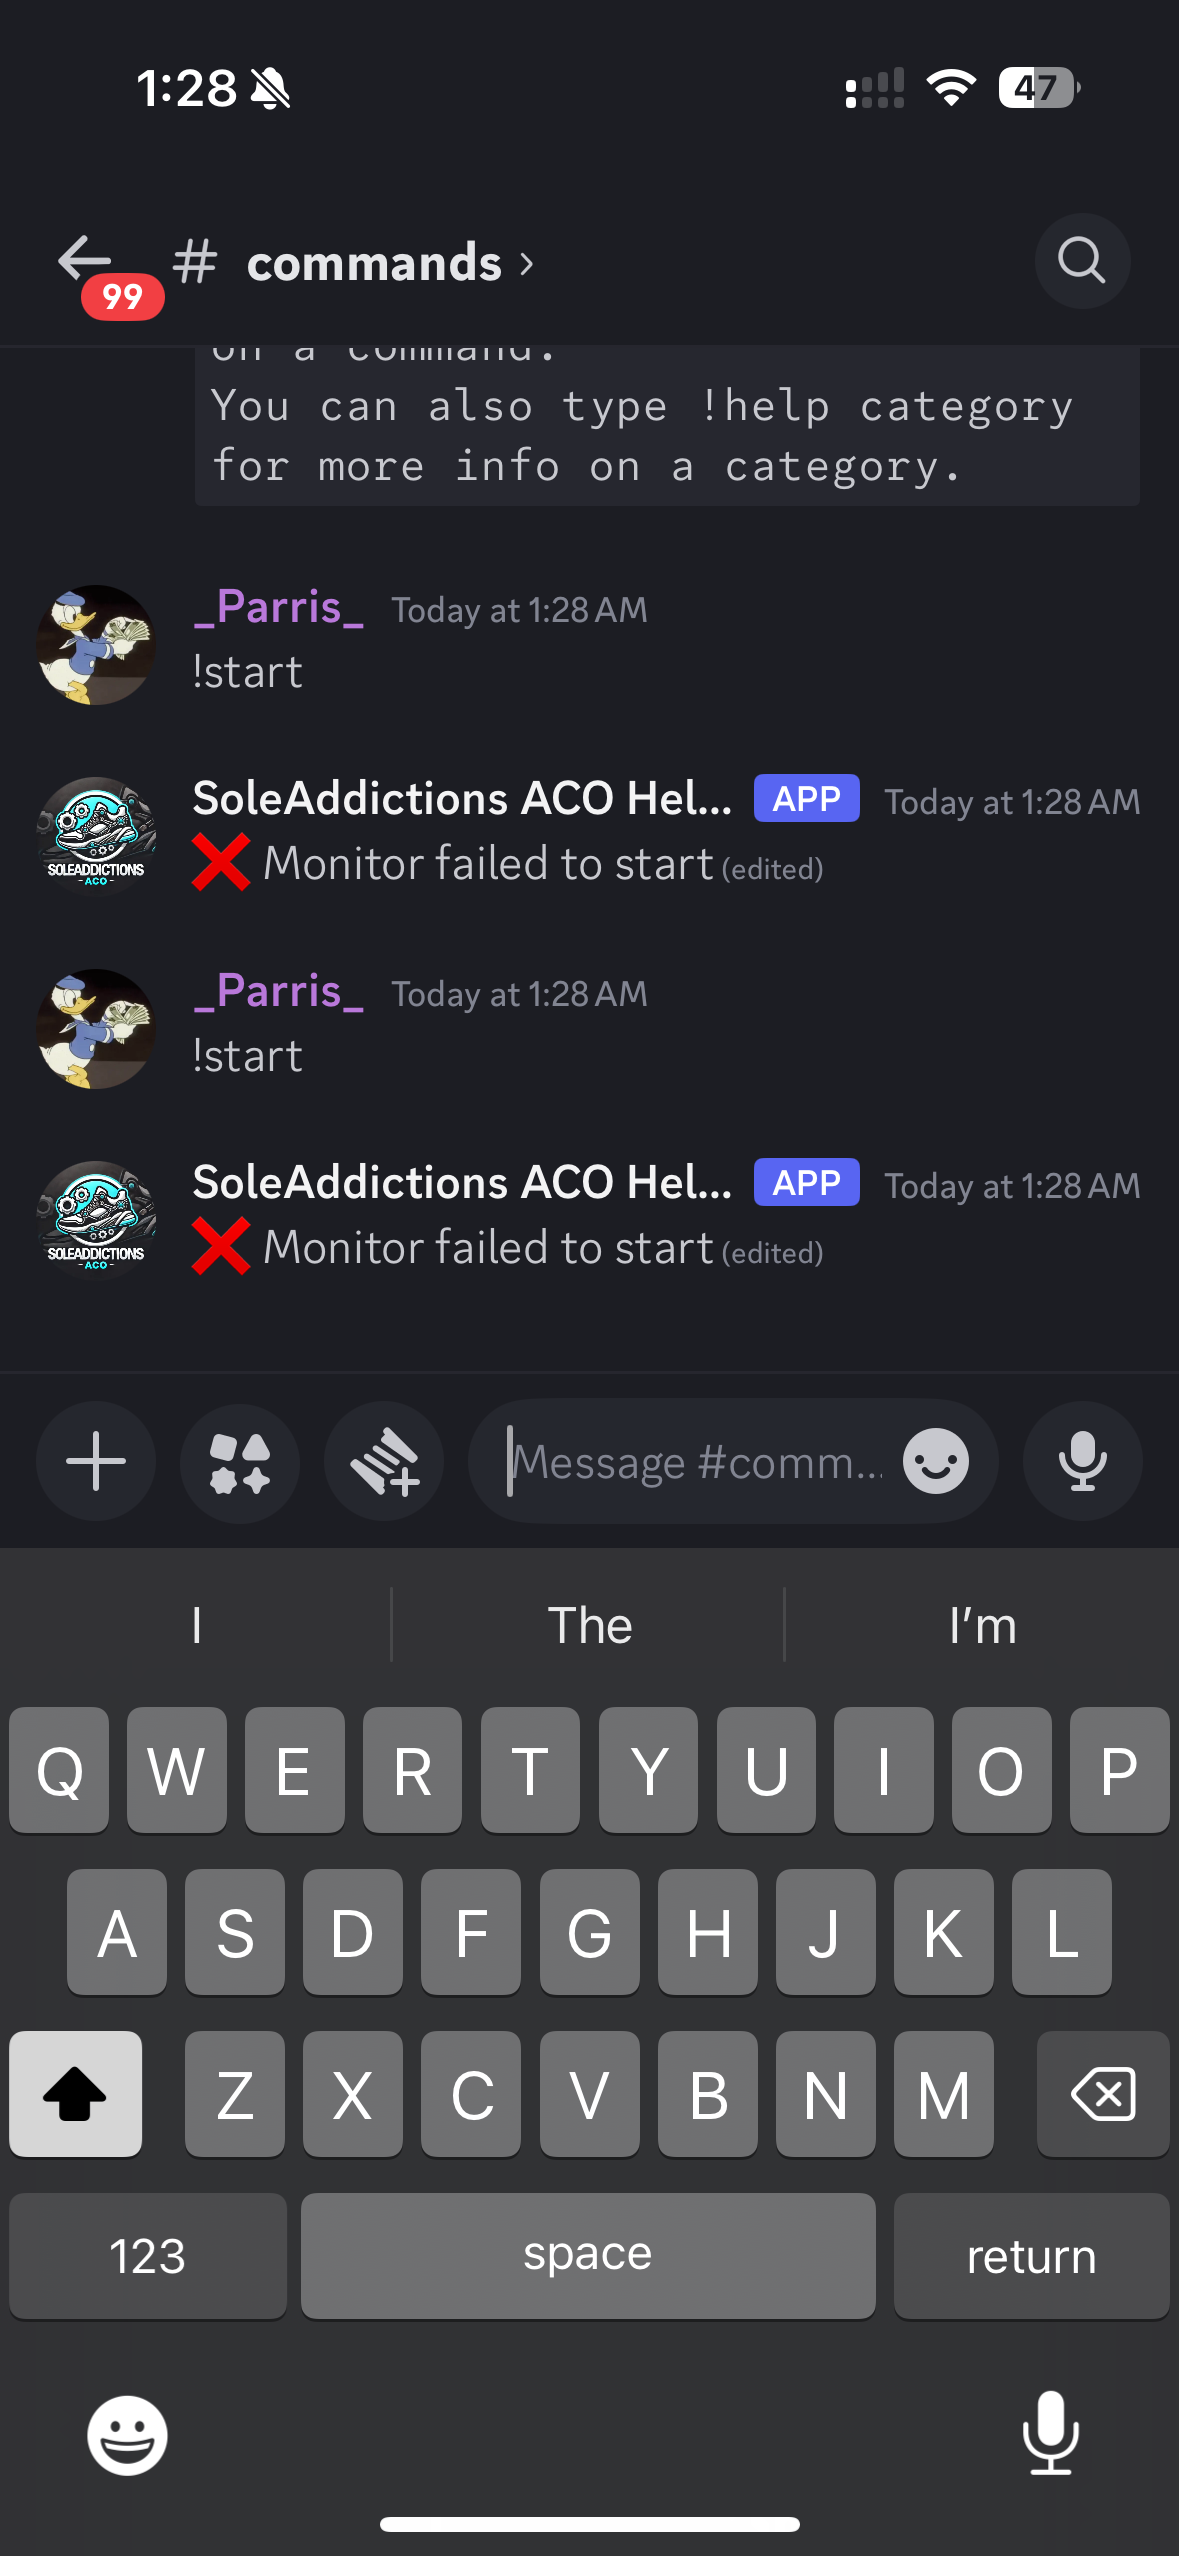 1:28
47
99
# commands ›
on a command.
You can also type !help category
for more info on a category.
_Parris_ Today at 1:28 AM
!start
SoleAddictions ACO Hel... APP Today at 1:28 AM
❌ Monitor failed to start (edited)
SOLEADDICTIONS
- ACO -
_Parris_ Today at 1:28 AM
!start
SoleAddictions ACO Hel... APP Today at 1:28 AM
❌ Monitor failed to start (edited)
SOLEADDICTIONS
- ACO -
Message #comm...
I The I'm
Q W E R T Y U I O P
A S D F G H J K L
Z X C V B N M
123 space return